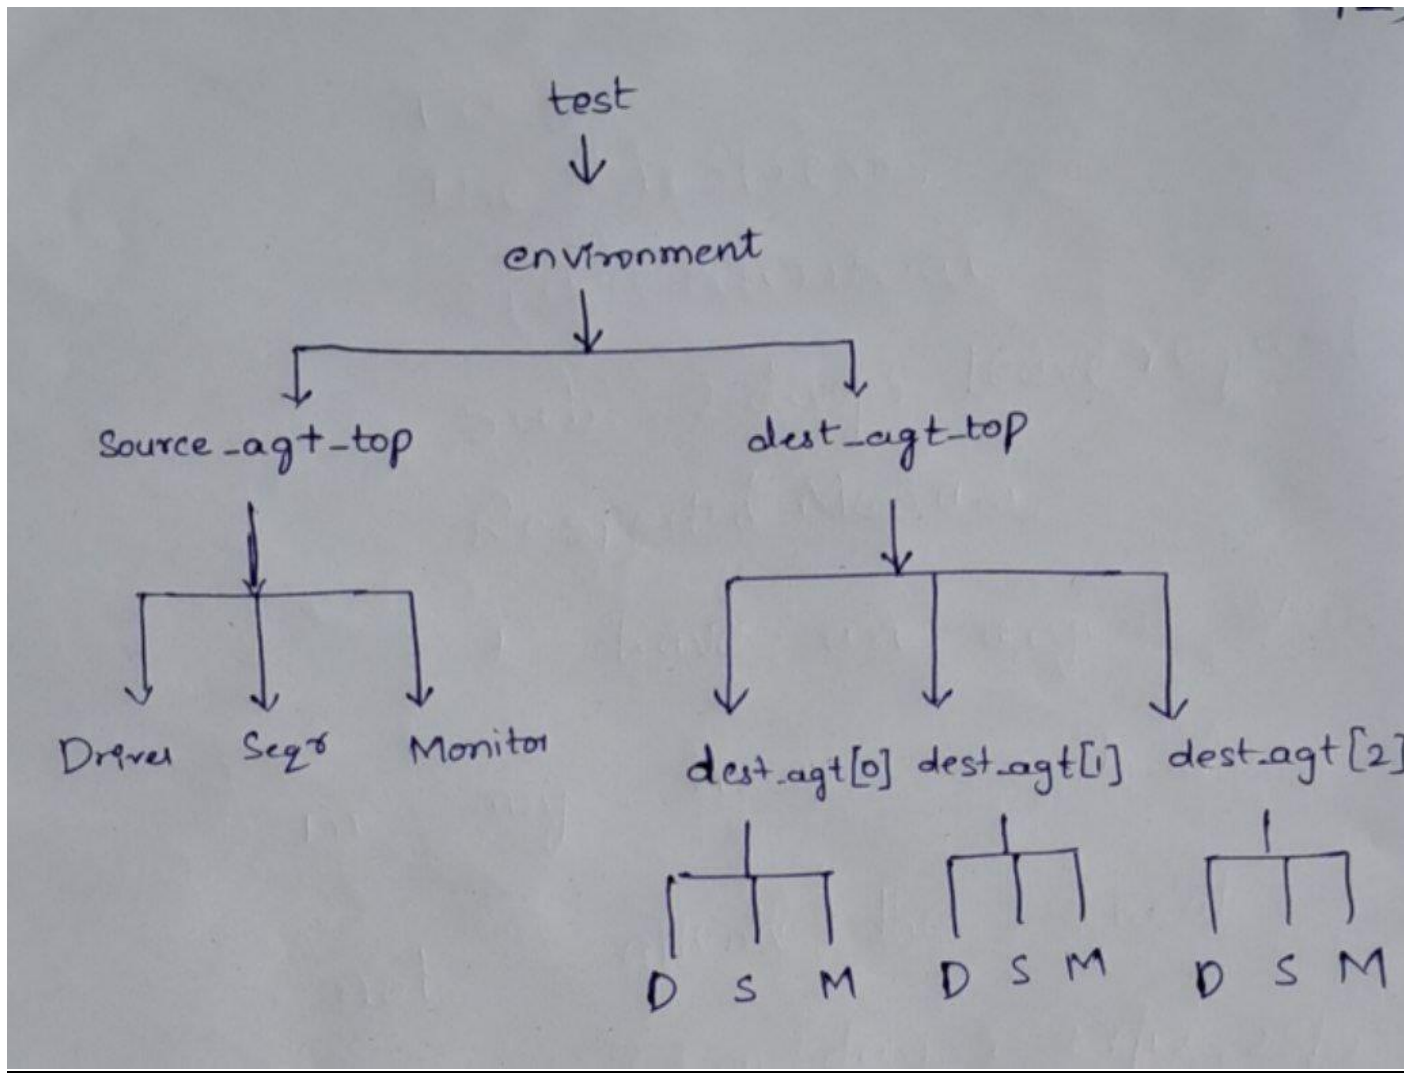 test
environment
source_agt_top dest_agt_top
Driver Seqr Monitor
dest_agt[0] dest_agt[1] dest_agt[2]
D S M D S M D S M